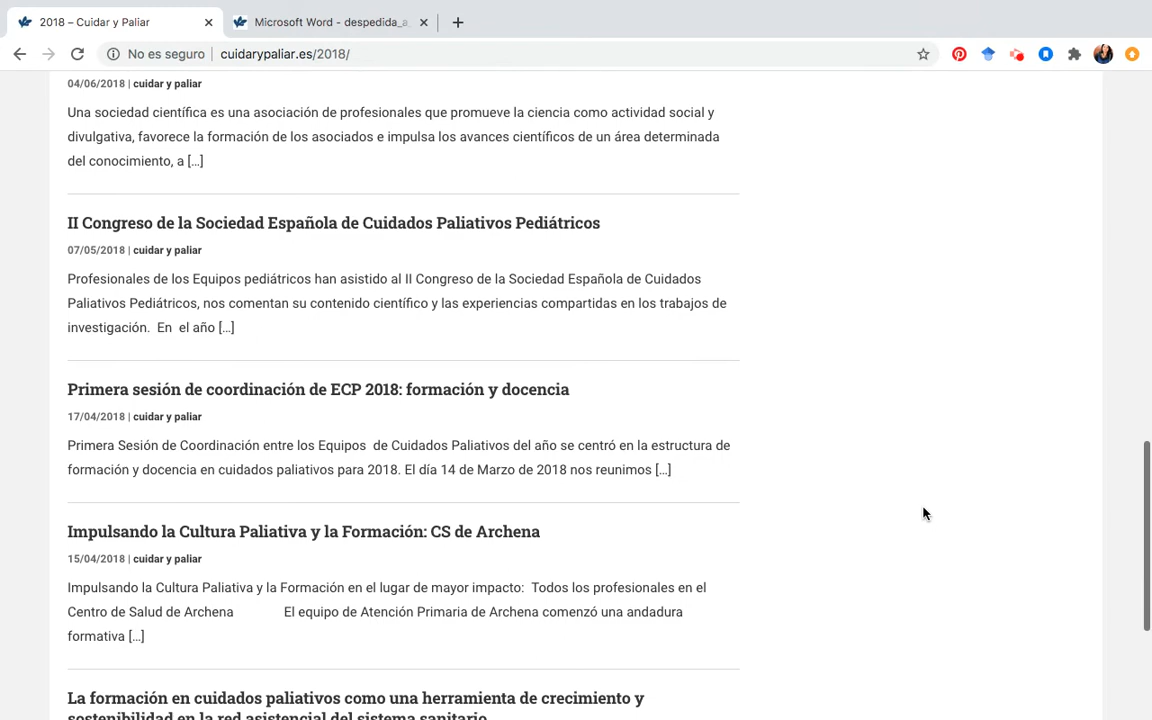 2018 – Cuidar y Paliar
Microsoft Word - despedida_a_
No es seguro
cuidarypaliar.es/2018/
04/06/2018 | cuidar y paliar
Una sociedad científica es una asociación de profesionales que promueve la ciencia como actividad social y
divulgativa, favorece la formación de los asociados e impulsa los avances científicos de un área determinada
del conocimiento, a [...]
II Congreso de la Sociedad Española de Cuidados Paliativos Pediátricos
07/05/2018 | cuidar y paliar
Profesionales de los Equipos pediátricos han asistido al II Congreso de la Sociedad Española de Cuidados
Paliativos Pediátricos, nos comentan su contenido científico y las experiencias compartidas en los trabajos de
investigación. En el año [...]
Primera sesión de coordinación de ECP 2018: formación y docencia
17/04/2018 | cuidar y paliar
Primera Sesión de Coordinación entre los Equipos de Cuidados Paliativos del año se centró en la estructura de
formación y docencia en cuidados paliativos para 2018. El día 14 de Marzo de 2018 nos reunimos [...]
Impulsando la Cultura Paliativa y la Formación: CS de Archena
15/04/2018 | cuidar y paliar
Impulsando la Cultura Paliativa y la Formación en el lugar de mayor impacto: Todos los profesionales en el
Centro de Salud de Archena El equipo de Atención Primaria de Archena comenzó una andadura
formativa [...]
La formación en cuidados paliativos como una herramienta de crecimiento y
sostenibilidad en la red asistencial del sistema sanitario